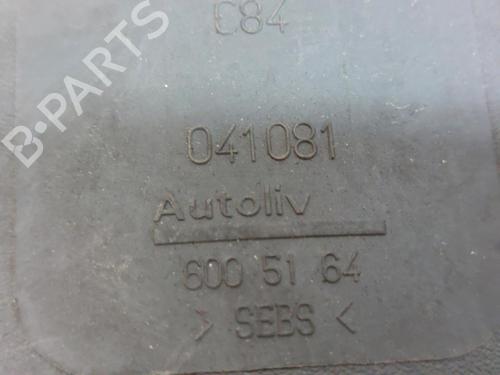 C84
041081
Autoliv
600 51 64
> SEBS <
B-PARTS